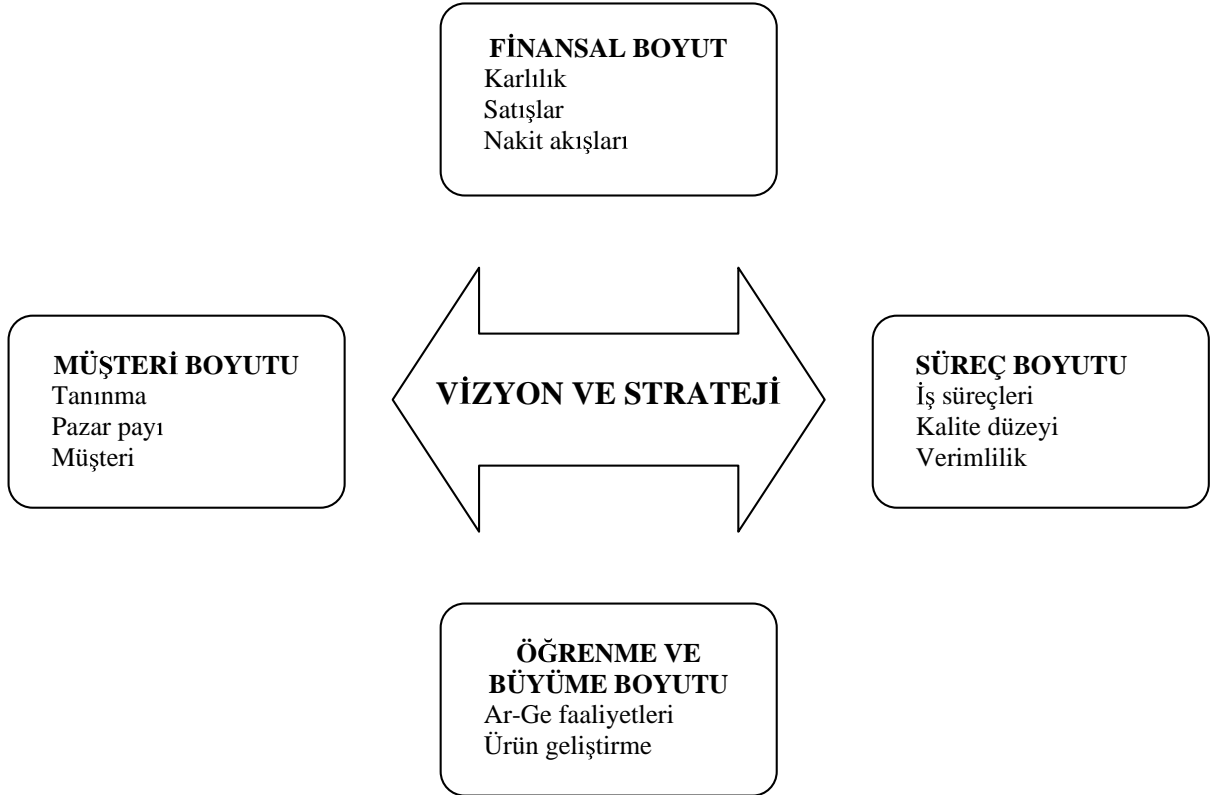 FİNANSAL BOYUT
Karlılık
Satışlar
Nakit akışları
MÜŞTERİ BOYUTU
Tanınma
Pazar payı
Müşteri
VİZYON VE STRATEJİ
SÜREÇ BOYUTU
İş süreçleri
Kalite düzeyi
Verimlilik
ÖĞRENME VE
BÜYÜME BOYUTU
Ar-Ge faaliyetleri
Ürün geliştirme